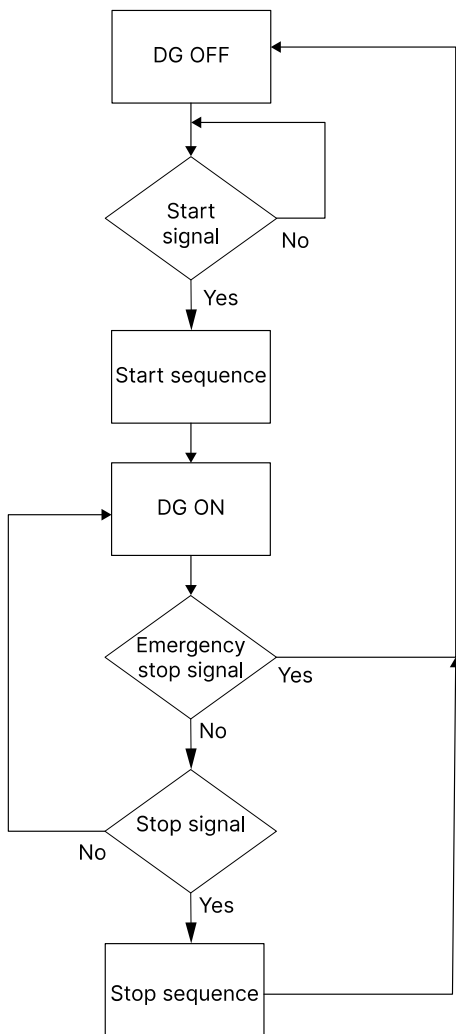 DG OFF
Start
signal
No
Yes
Start sequence
DG ON
Emergency
stop signal
Yes
No
Stop signal
No
Yes
Stop sequence